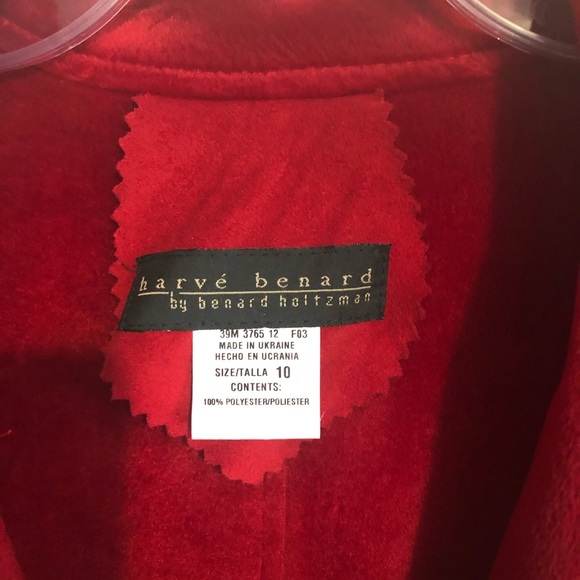 harvé benard
by benard holtzman
39M 3765 12 F03
MADE IN UKRAINE
HECHO EN UCRANIA
SIZE/TALLA 10
CONTENTS:
100% POLYESTER/POLIESTER